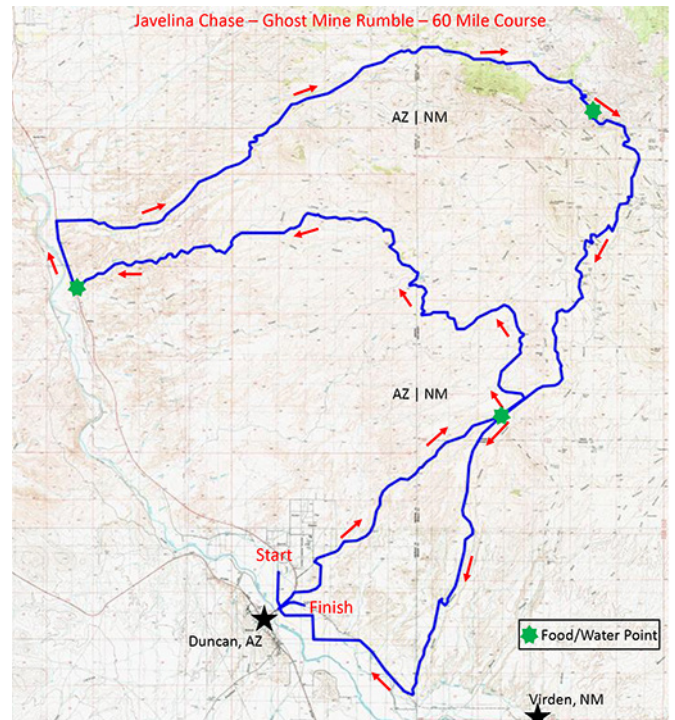 Javelina Chase – Ghost Mine Rumble – 60 Mile Course
AZ | NM
AZ | NM
Start
Finish
Duncan, AZ
Food/Water Point
Virden, NM